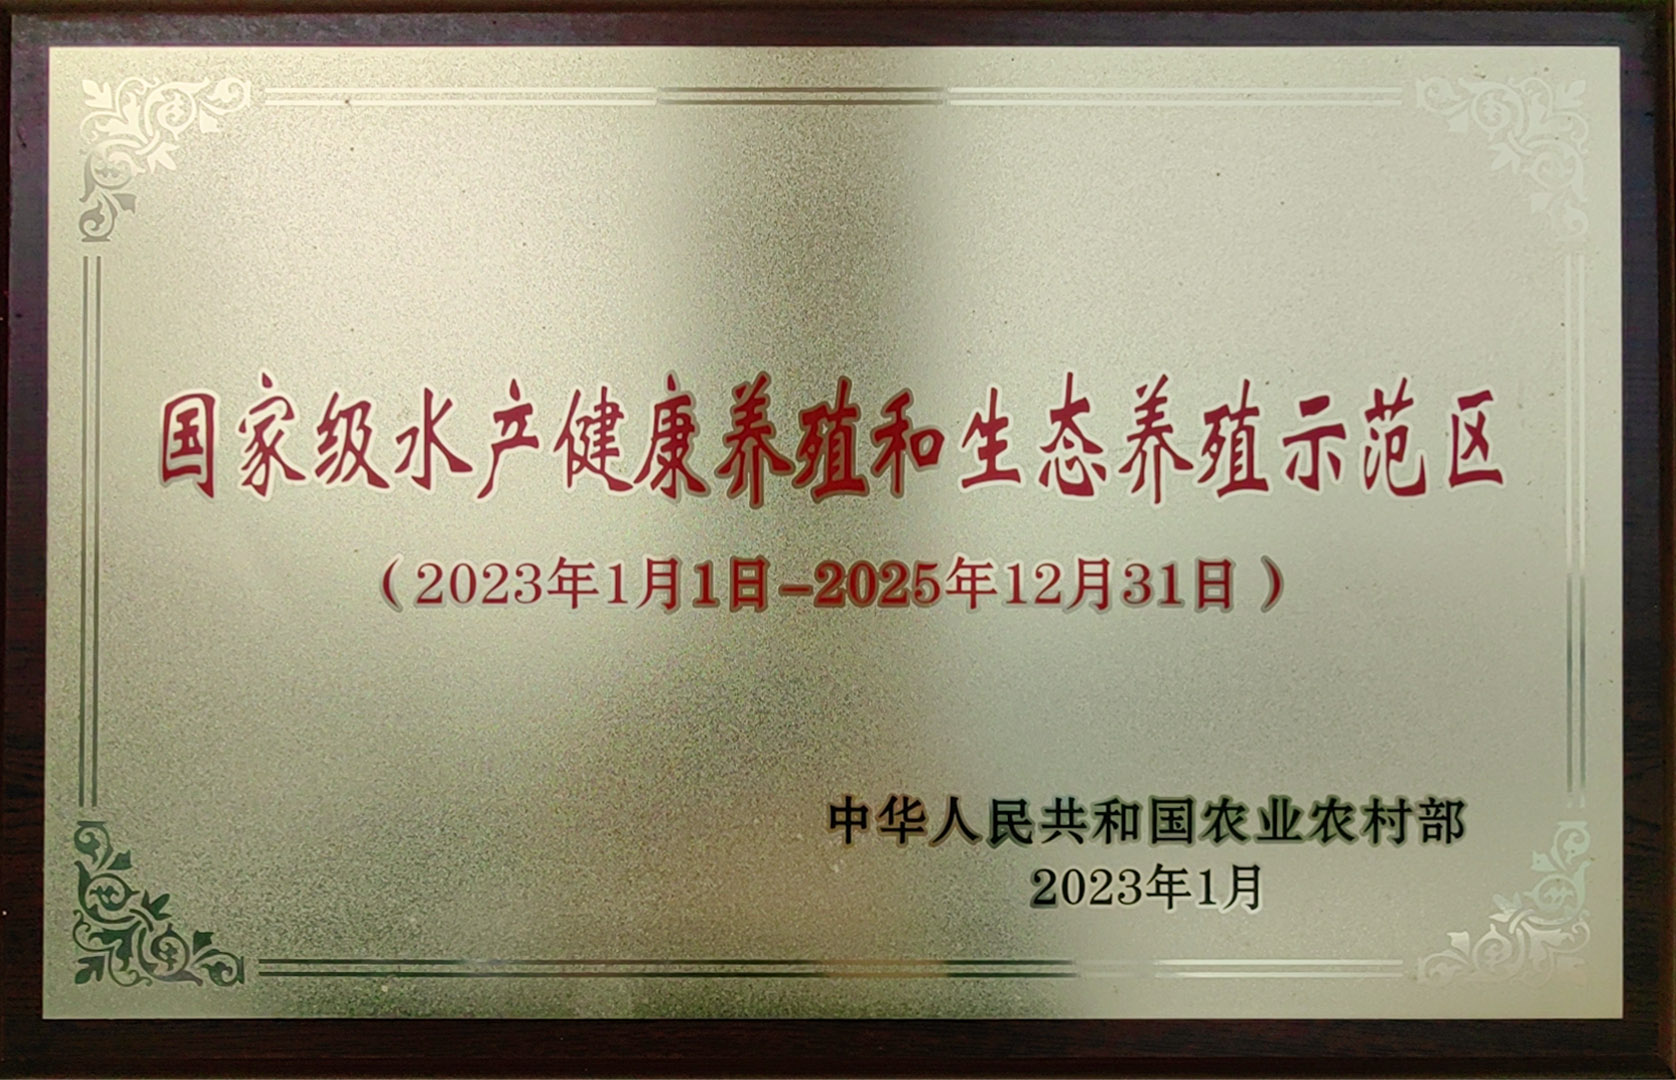 国家级水产健康养殖和生态养殖示范区
（2023年1月1日-2025年12月31日）
中华人民共和国农业农村部
2023年1月